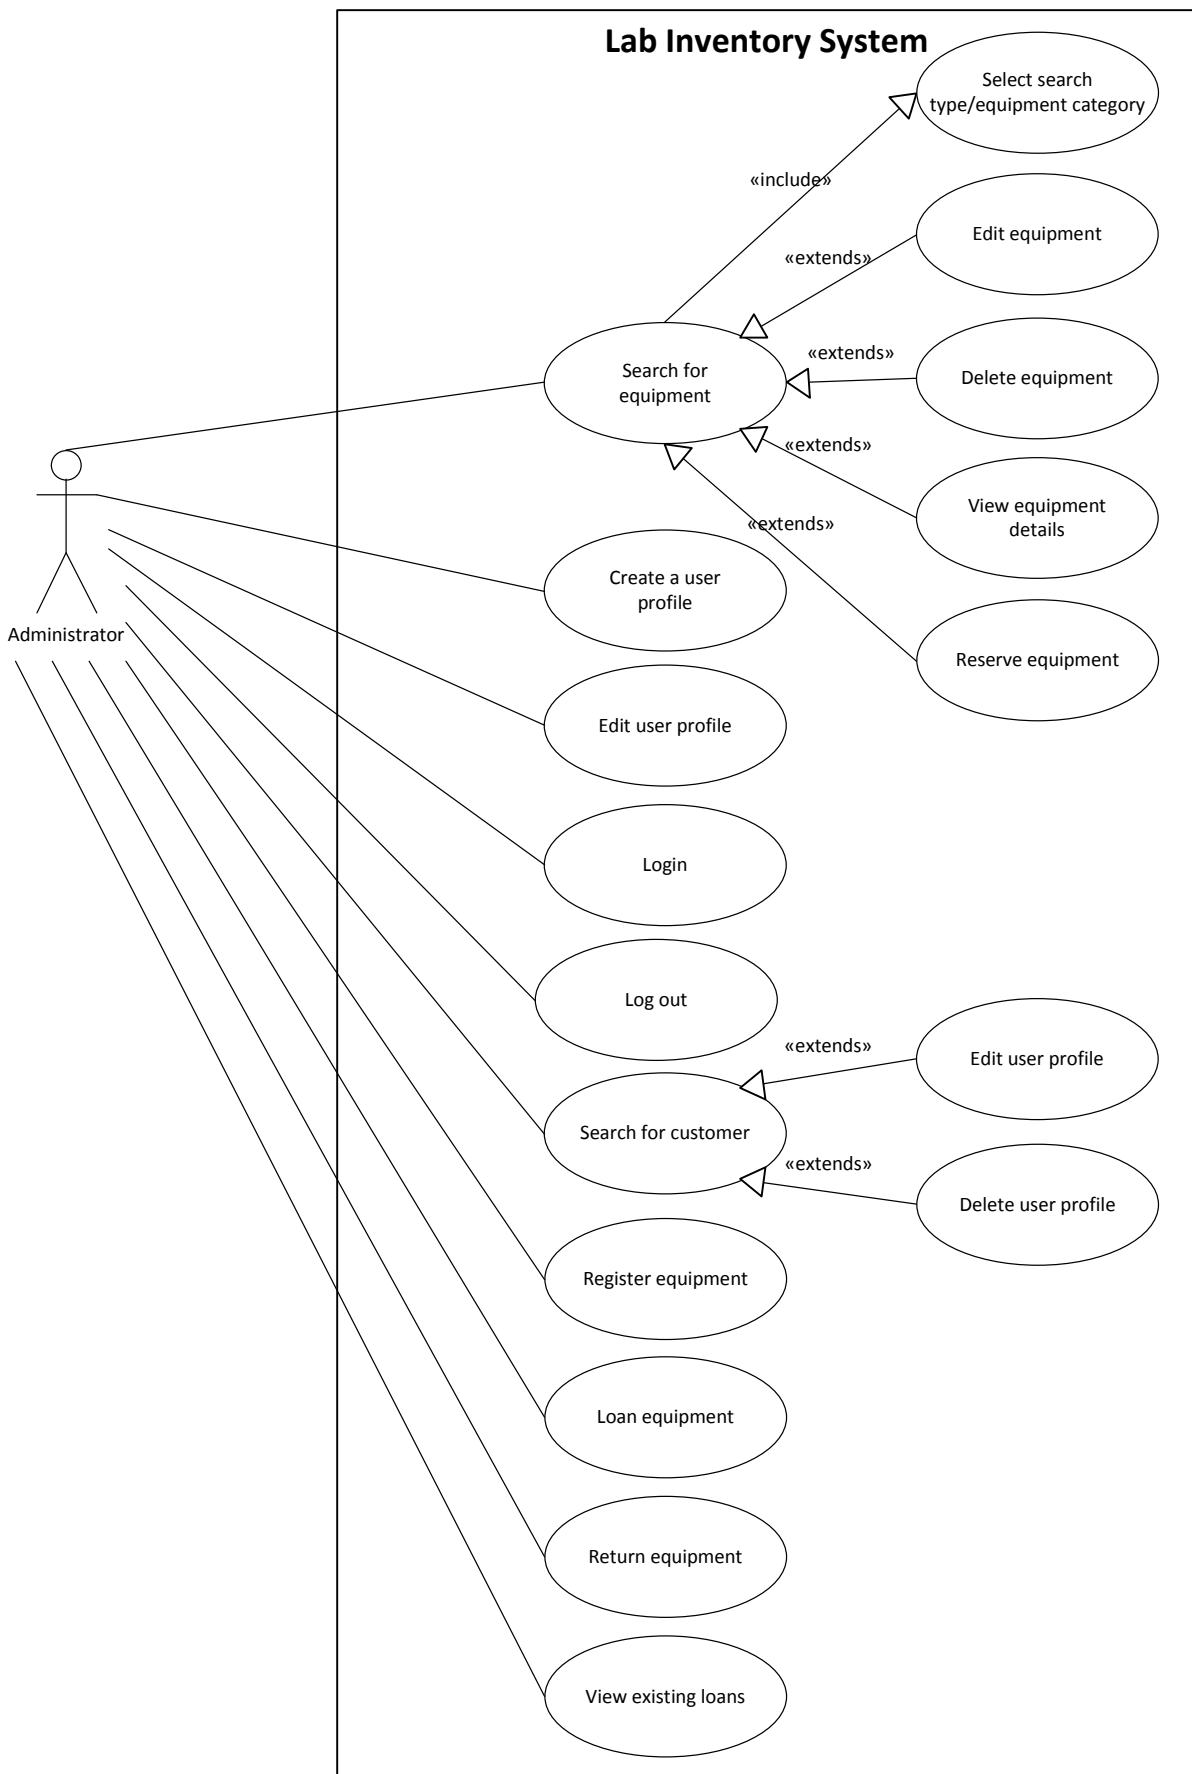 Lab Inventory System
Select search
type/equipment category
«include»
Edit equipment
«extends»
«extends»
Search for
equipment
Delete equipment
«extends»
View equipment
details
«extends»
Create a user
profile
Administrator
Reserve equipment
Edit user profile
Login
Log out
«extends»
Edit user profile
Search for customer
«extends»
Delete user profile
Register equipment
Loan equipment
Return equipment
View existing loans